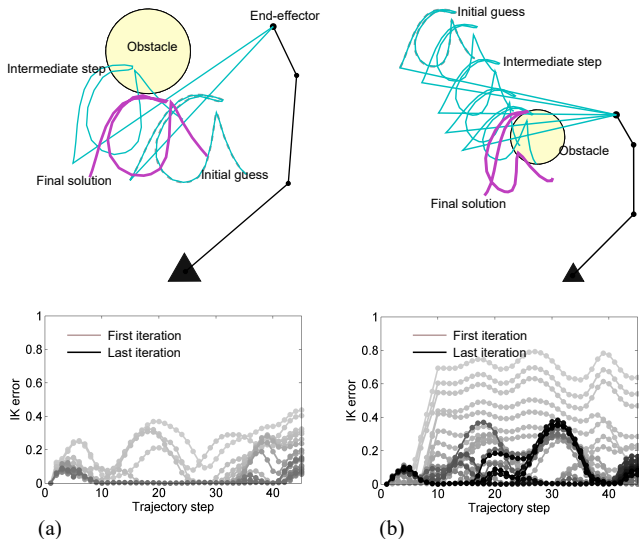 End-effector
Obstacle
Intermediate step
Final solution
Initial guess
Initial guess
Intermediate step
Obstacle
Final solution
1
0.8
0.6
0.4
0.2
0
IK error
First iteration
Last iteration
0 10 20 30 40
Trajectory step
(a)
1
0.8
0.6
0.4
0.2
0
IK error
First iteration
Last iteration
0 10 20 30 40
Trajectory step
(b)